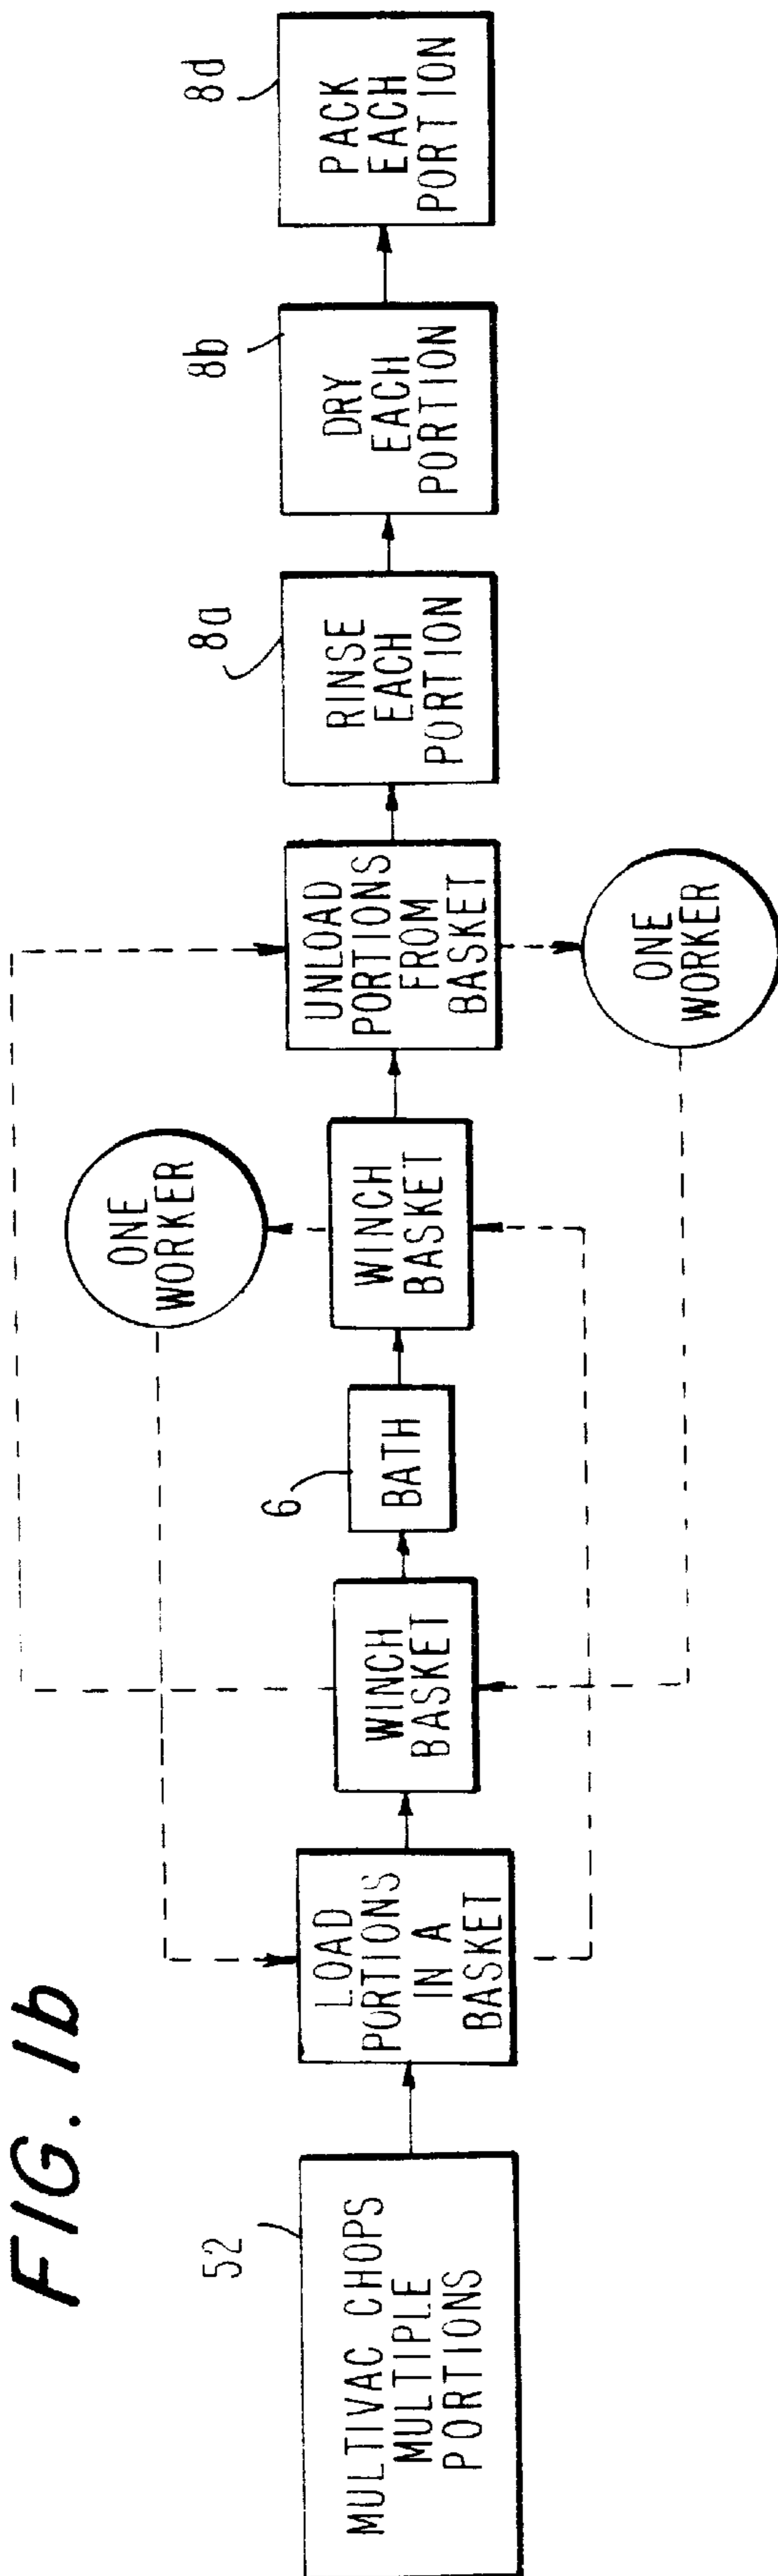 FIG. 1b
52
MULTIVAC CHOPS
MULTIPLE
PORTIONS
LOAD
PORTIONS
IN A
BASKET
WINCH
BASKET
6
BATH
WINCH
BASKET
ONE
WORKER
UNLOAD
PORTIONS
FROM
BASKET
ONE
WORKER
8a
RINSE
EACH
PORTION
8b
DRY
EACH
PORTION
8d
PACK
EACH
PORTION